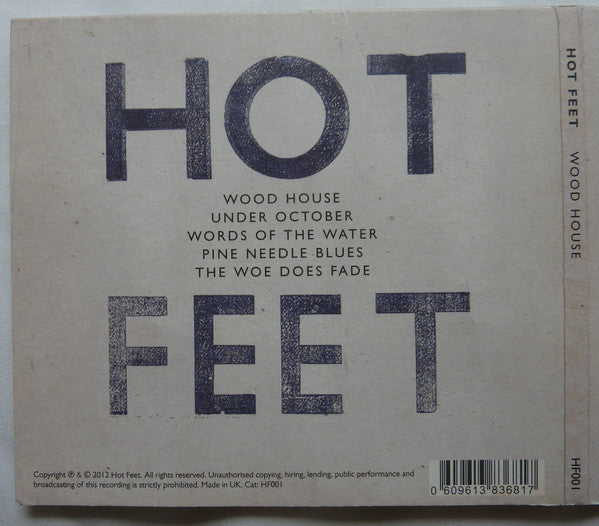 HOT
WOOD HOUSE
UNDER OCTOBER
WORDS OF THE WATER
PINE NEEDLE BLUES
THE WOE DOES FADE
FEET
Copyright ℗ & © 2012 Hot Feet. All rights reserved. Unauthorised copying, hiring, lending, public performance and
broadcasting of this recording is strictly prohibited. Made in UK. Cat: HF001
0 609613 836817
HOT FEET WOOD HOUSE
HF001